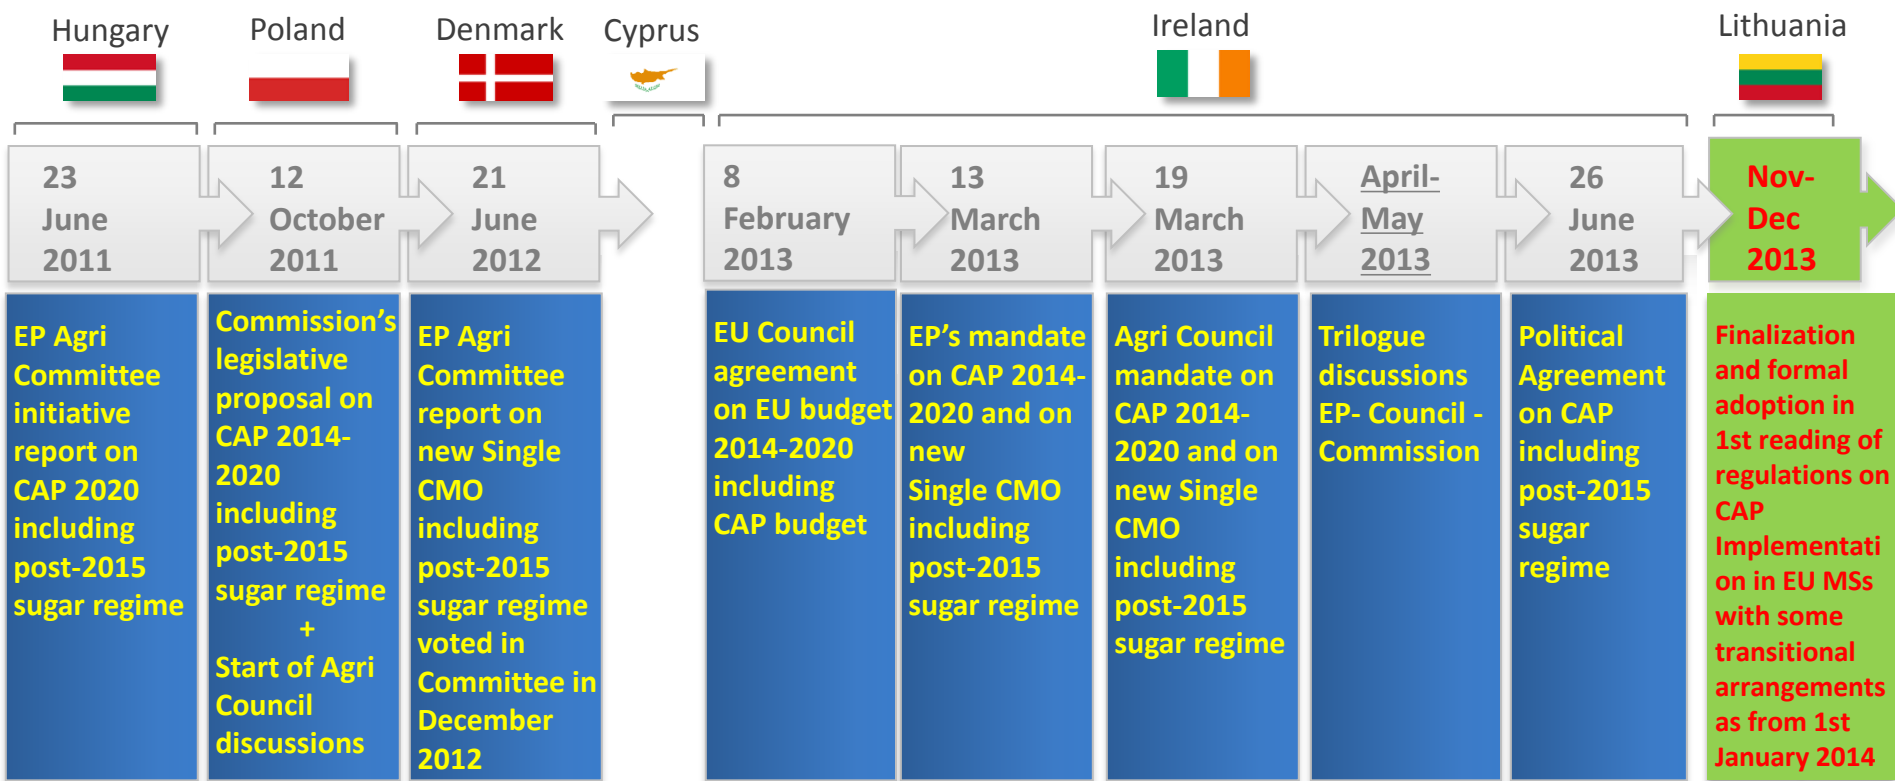 Hungary
Poland
Denmark
Cyprus
Ireland
Lithuania
23
June
2011
12
October
2011
21
June
2012
8
February
2013
13
March
2013
19
March
2013
April-
May
2013
26
June
2013
Nov-
Dec
2013
EP Agri
Committee
initiative
report on
CAP 2020
including
post-2015
sugar regime
Commission’s
legislative
proposal on
CAP 2014-
2020
including
post-2015
sugar regime
+
Start of Agri
Council
discussions
EP Agri
Committee
report on
new Single
CMO
including
post-2015
sugar regime
voted in
Committee in
December
2012
EU Council
agreement
on EU budget
2014-2020
including
CAP budget
EP’s mandate
on CAP 2014-
2020 and on
new
Single CMO
including
post-2015
sugar regime
Agri Council
mandate on
CAP 2014-
2020 and on
new Single
CMO
including
post-2015
sugar regime
Trilogue
discussions
EP- Council -
Commission
Political
Agreement
on CAP
including
post-2015
sugar
regime
Finalization
and formal
adoption in
1st reading of
regulations on
CAP
Implementati
on in EU MSs
with some
transitional
arrangements
as from 1st
January 2014